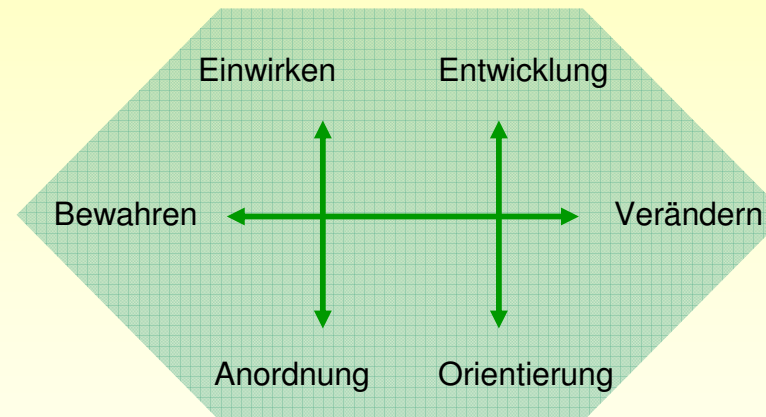 Einwirken Entwicklung
Bewahren Verändern
Anordnung Orientierung